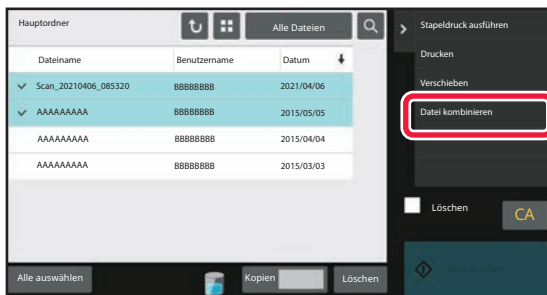 Hauptordner
Alle Dateien
Dateiname Benutzername Datum
Scan_20210406_085320 BBBBBBBB 2021/04/06
AAAAAAAAA BBBBBBBB 2015/05/05
AAAAAAAAA BBBBBBBB 2015/04/04
AAAAAAAAA BBBBBBBB 2015/03/03
Alle auswählen
Kopien
Löschen
Stapeldruck ausführen
Drucken
Verschieben
Datei kombinieren
Löschen
CA
Jetzt drucken